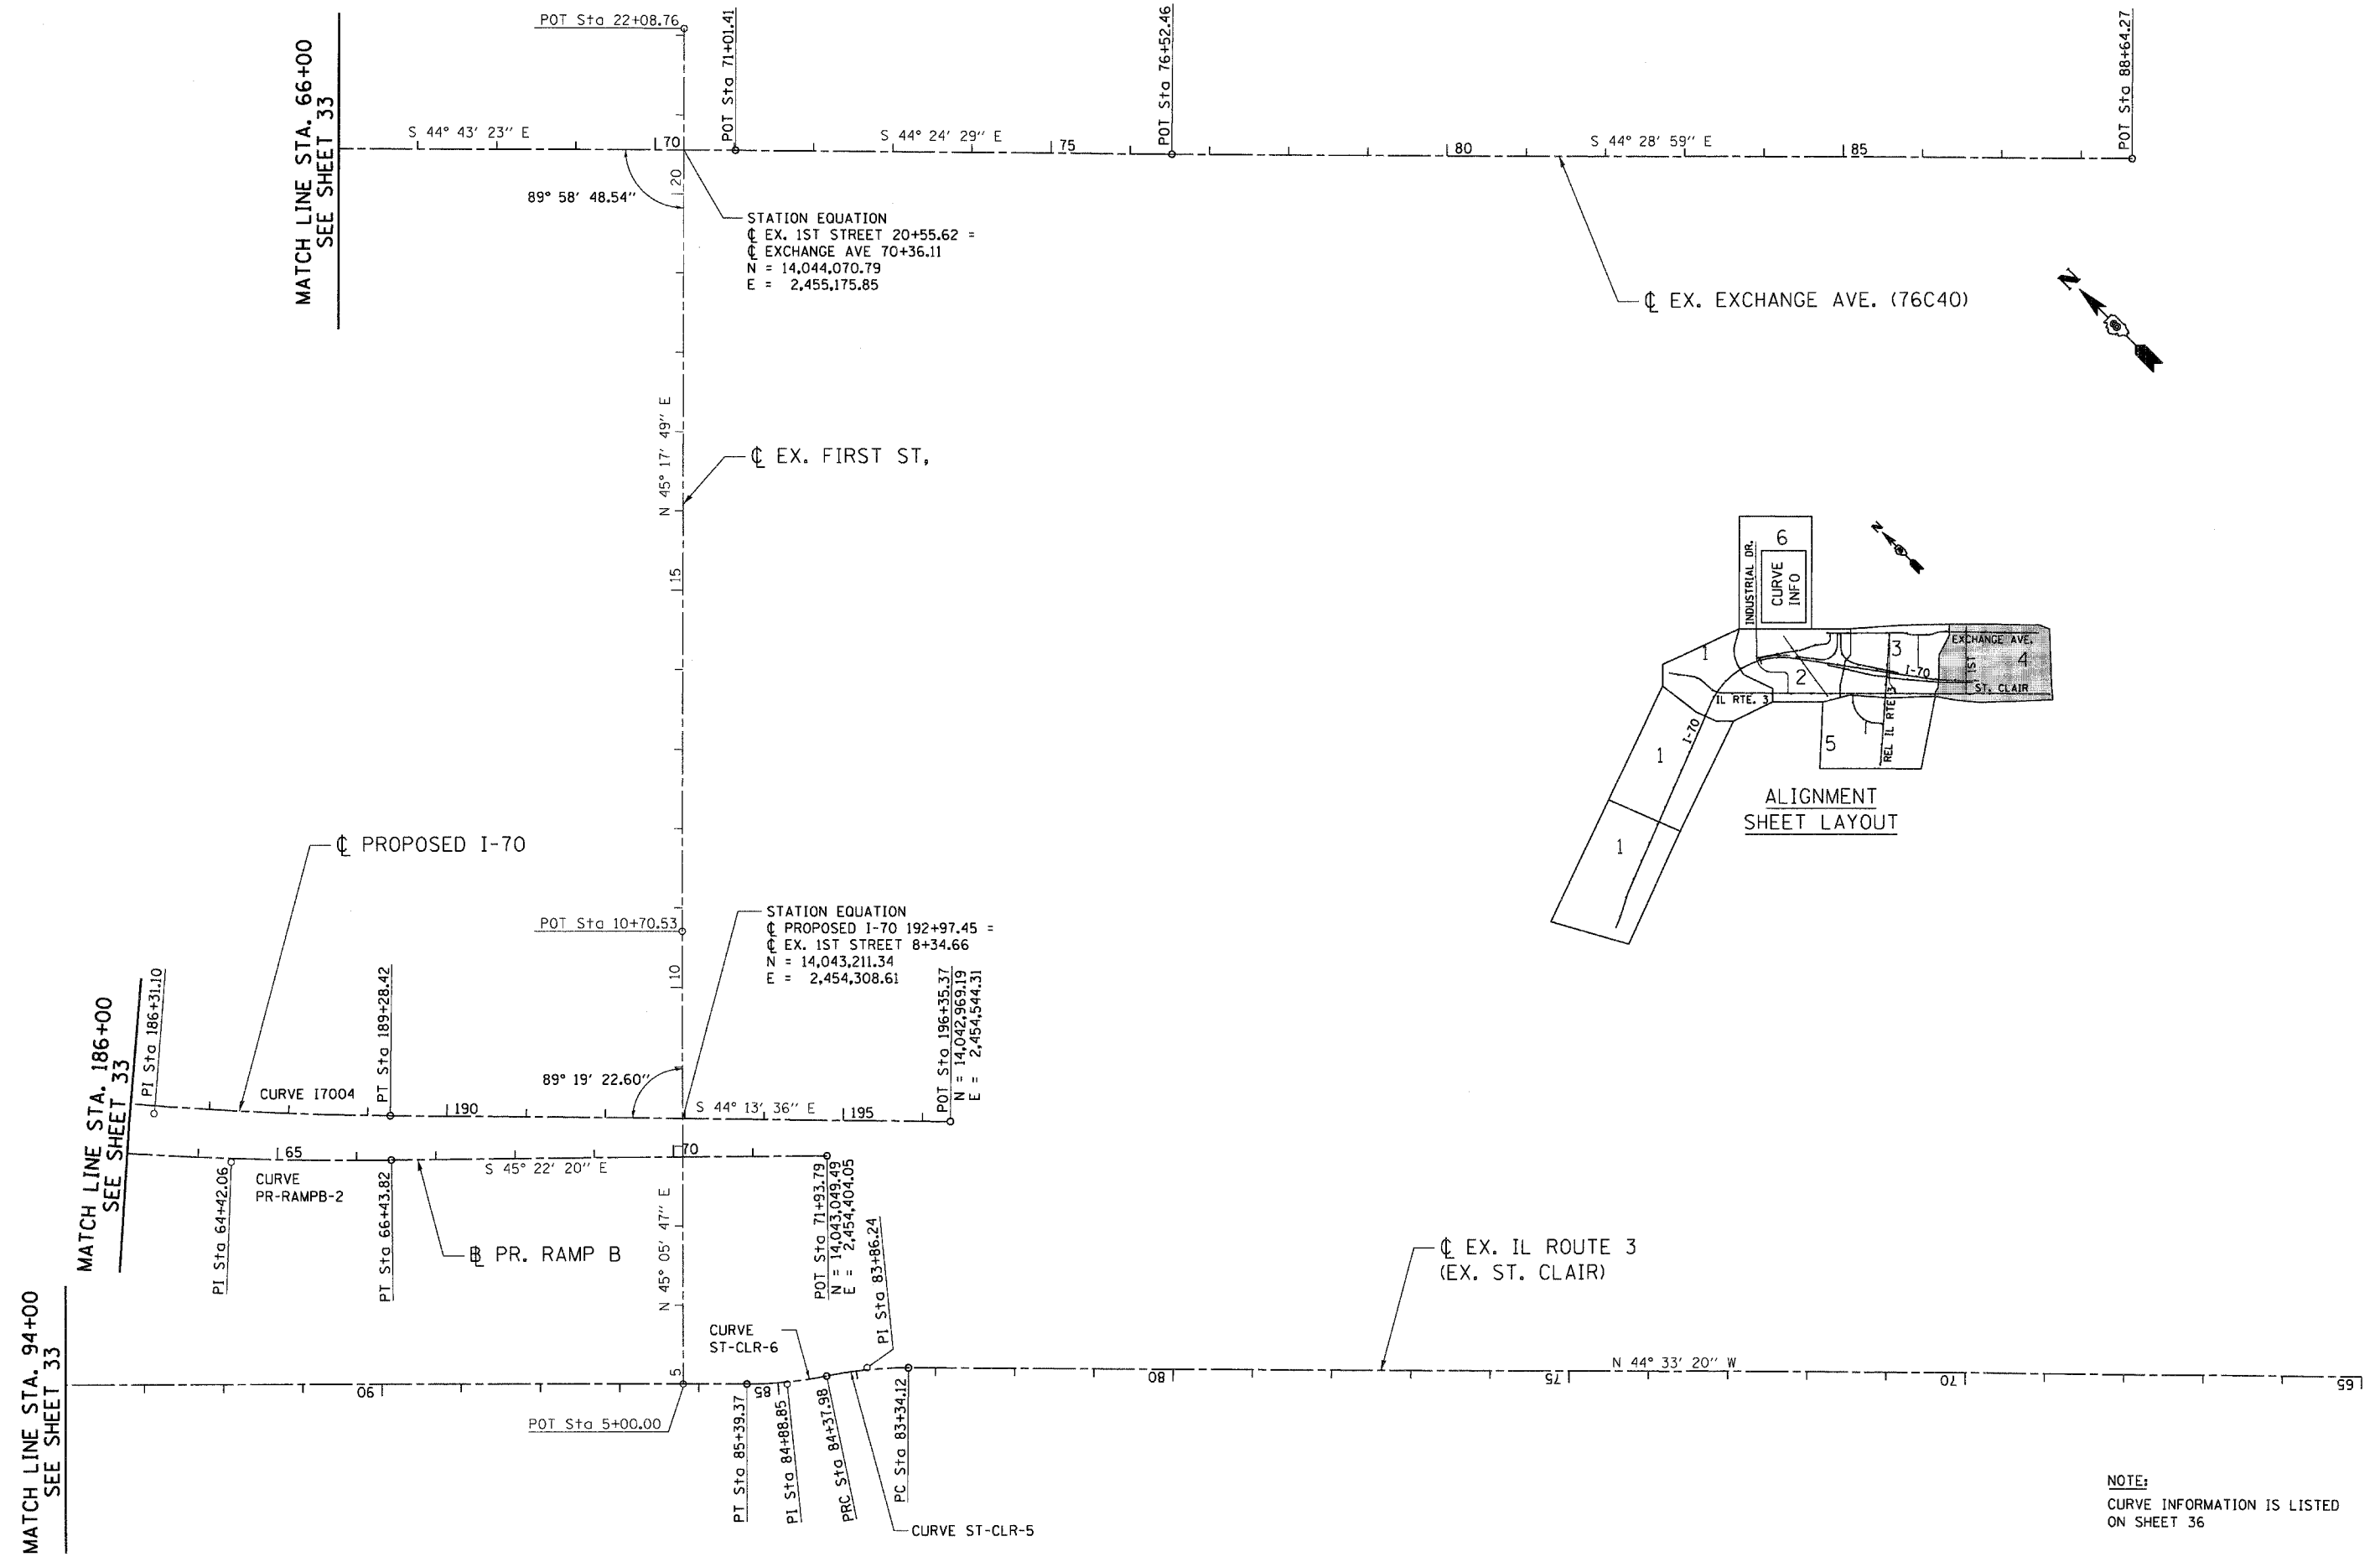 POT Sta 22+08.76
POT Sta 71+01.41
POT Sta 76+52.46
POT Sta 88+64.27
MATCH LINE STA. 66+00
SEE SHEET 33
S 44° 43' 23" E
70
S 44° 24' 29" E
75
80
S 44° 28' 59" E
85
20
89° 58' 48.54"
STATION EQUATION
℄ EX. 1ST STREET 20+55.62 =
℄ EXCHANGE AVE 70+36.11
N = 14,044,070.79
E = 2,455,175.85
℄ EX. EXCHANGE AVE. (76C40)
N
N 45° 17' 49" E
℄ EX. FIRST ST,
15
N
6
INDUSTRIAL DR.
CURVE
INFO
1
2
3
EXCHANGE AVE.
1ST
4
I-70
ST. CLAIR
IL RTE. 3
REL IL RTE 3
5
I-70
1
1
ALIGNMENT
SHEET LAYOUT
℄ PROPOSED I-70
POT Sta 10+70.53
10
STATION EQUATION
℄ PROPOSED I-70 192+97.45 =
℄ EX. 1ST STREET 8+34.66
N = 14,043,211.34
E = 2,454,308.61
MATCH LINE STA. 186+00
SEE SHEET 33
PI Sta 186+31.10
PT Sta 189+28.42
POT Sta 196+35.37
N = 14,042,969.19
E = 2,454,544.31
CURVE I7004
190
89° 19' 22.60"
S 44° 13' 36" E
195
65
70
S 45° 22' 20" E
CURVE
PR-RAMPB-2
PI Sta 64+42.06
PT Sta 66+43.82
B PR. RAMP B
N 45° 05' 47" E
POT Sta 71+93.79
N = 14,043,049.49
E = 2,454,404.05
PI Sta 83+86.24
℄ EX. IL ROUTE 3
(EX. ST. CLAIR)
MATCH LINE STA. 94+00
SEE SHEET 33
CURVE
ST-CLR-6
N 44° 33' 20" W
90
5
85
80
75
70
65
POT Sta 5+00.00
PT Sta 85+39.37
PI Sta 84+88.85
PRC Sta 84+37.98
PC Sta 83+34.12
CURVE ST-CLR-5
NOTE:
CURVE INFORMATION IS LISTED
ON SHEET 36